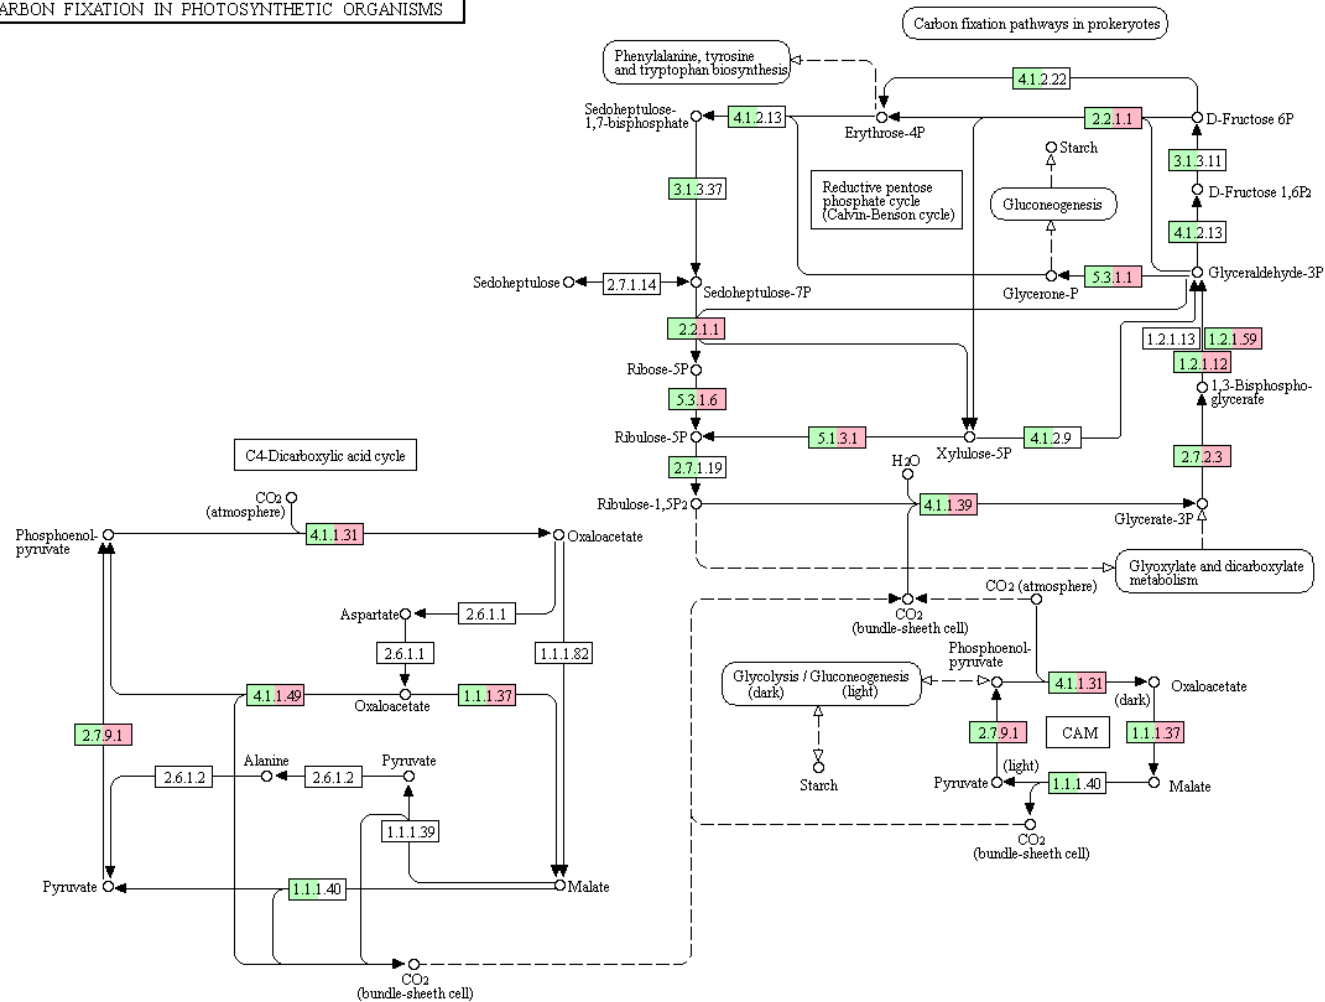 ARBON FIXATION IN PHOTOSYNTHETIC ORGANISMS
Carbon fixation pathways in prokeryotes
Phenylalanine, tyrosine
and tryptophan biosynthesis
4.1.2.22
Sedoheptulose-
1,7-bisphosphate
4.1.2.13
Erythrose-4P
2.2.1.1
D-Fructose 6P
Starch
3.1.3.11
3.1.3.37
Reductive pentose
phosphate cycle
(Calvin-Benson cycle)
Gluconeogenesis
D-Fructose 1,6P2
4.1.2.13
Sedoheptulose
2.7.1.14
Sedoheptulose-7P
Glycerone-P
5.3.1.1
Glyceraldehyde-3P
2.2.1.1
1.2.1.13
1.2.1.59
1.2.1.12
Ribose-5P
5.3.1.6
1,3-Bisphospho-
glycerate
Ribulose-5P
5.1.3.1
Xylulose-5P
4.1.2.9
2.7.2.3
C4-Dicarboxylic acid cycle
2.7.1.19
H2O
CO2
(atmosphere)
Ribulose-1,5P2
4.1.1.39
Glycerate-3P
Phosphoenol-
pyruvate
4.1.1.31
Oxaloacetate
Glyoxylate and dicarboxylate
metabolism
CO2 (atmosphere)
Aspartate
2.6.1.1
CO2
(bundle-sheeth cell)
2.6.1.1
1.1.1.82
Phosphoenol-
pyruvate
Glycolysis / Gluconeogenesis
(dark) (light)
4.1.1.31
Oxaloacetate
(dark)
4.1.1.49
Oxaloacetate
1.1.1.37
2.7.9.1
2.7.9.1
CAM
1.1.1.37
Alanine
Pyruvate
2.6.1.2
2.6.1.2
Starch
(light)
Pyruvate
1.1.1.40
Malate
1.1.1.39
CO2
(bundle-sheeth cell)
Pyruvate
1.1.1.40
Malate
CO2
(bundle-sheeth cell)